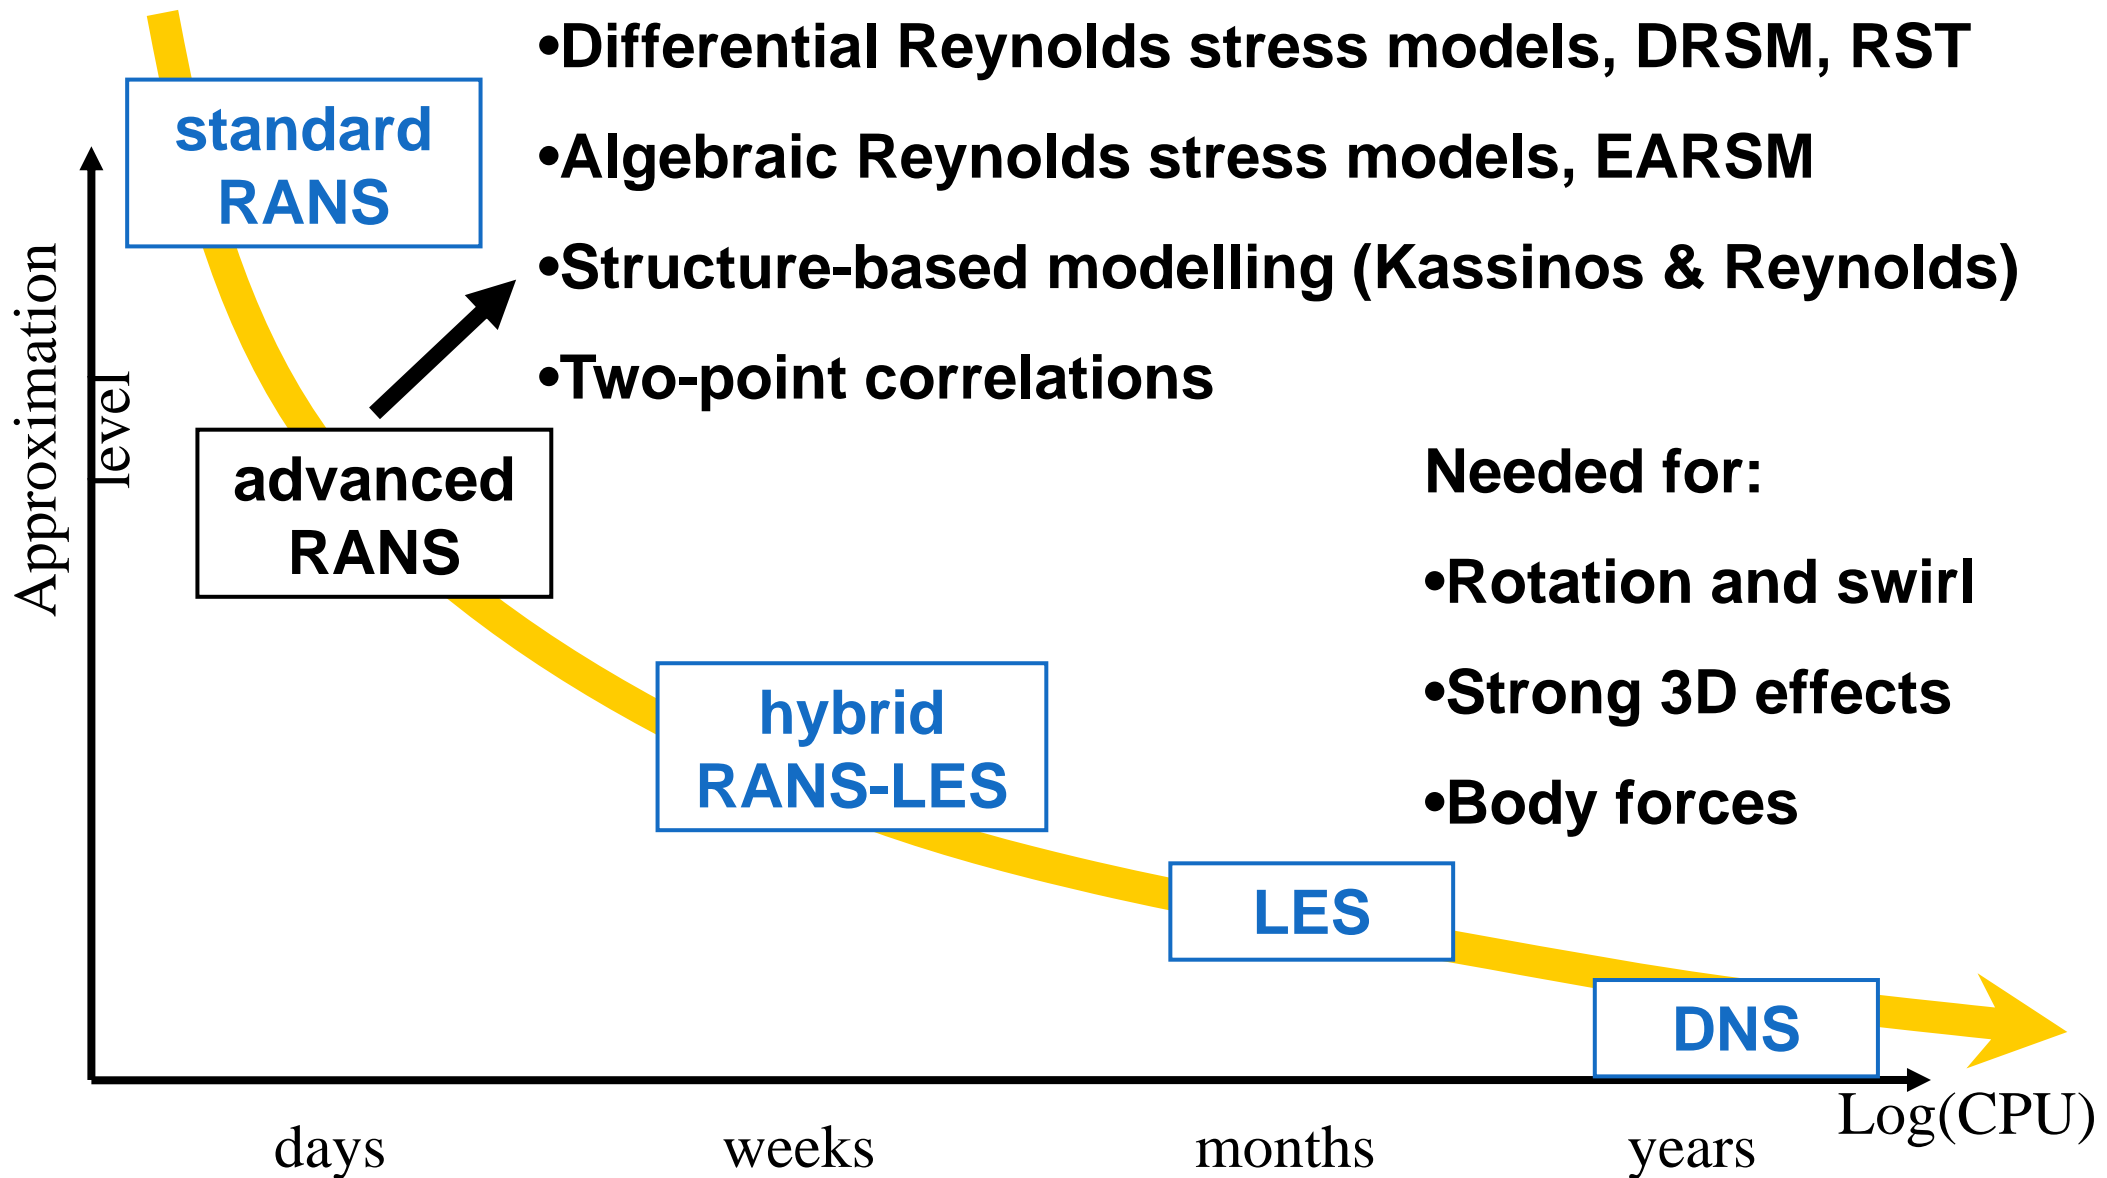 •Differential Reynolds stress models, DRSM, RST
•Algebraic Reynolds stress models, EARSM
•Structure-based modelling (Kassinos & Reynolds)
•Two-point correlations
standard
RANS
Approximation
level
advanced
RANS
Needed for:
•Rotation and swirl
•Strong 3D effects
•Body forces
hybrid
RANS-LES
LES
DNS
Log(CPU)
days
weeks
months
years